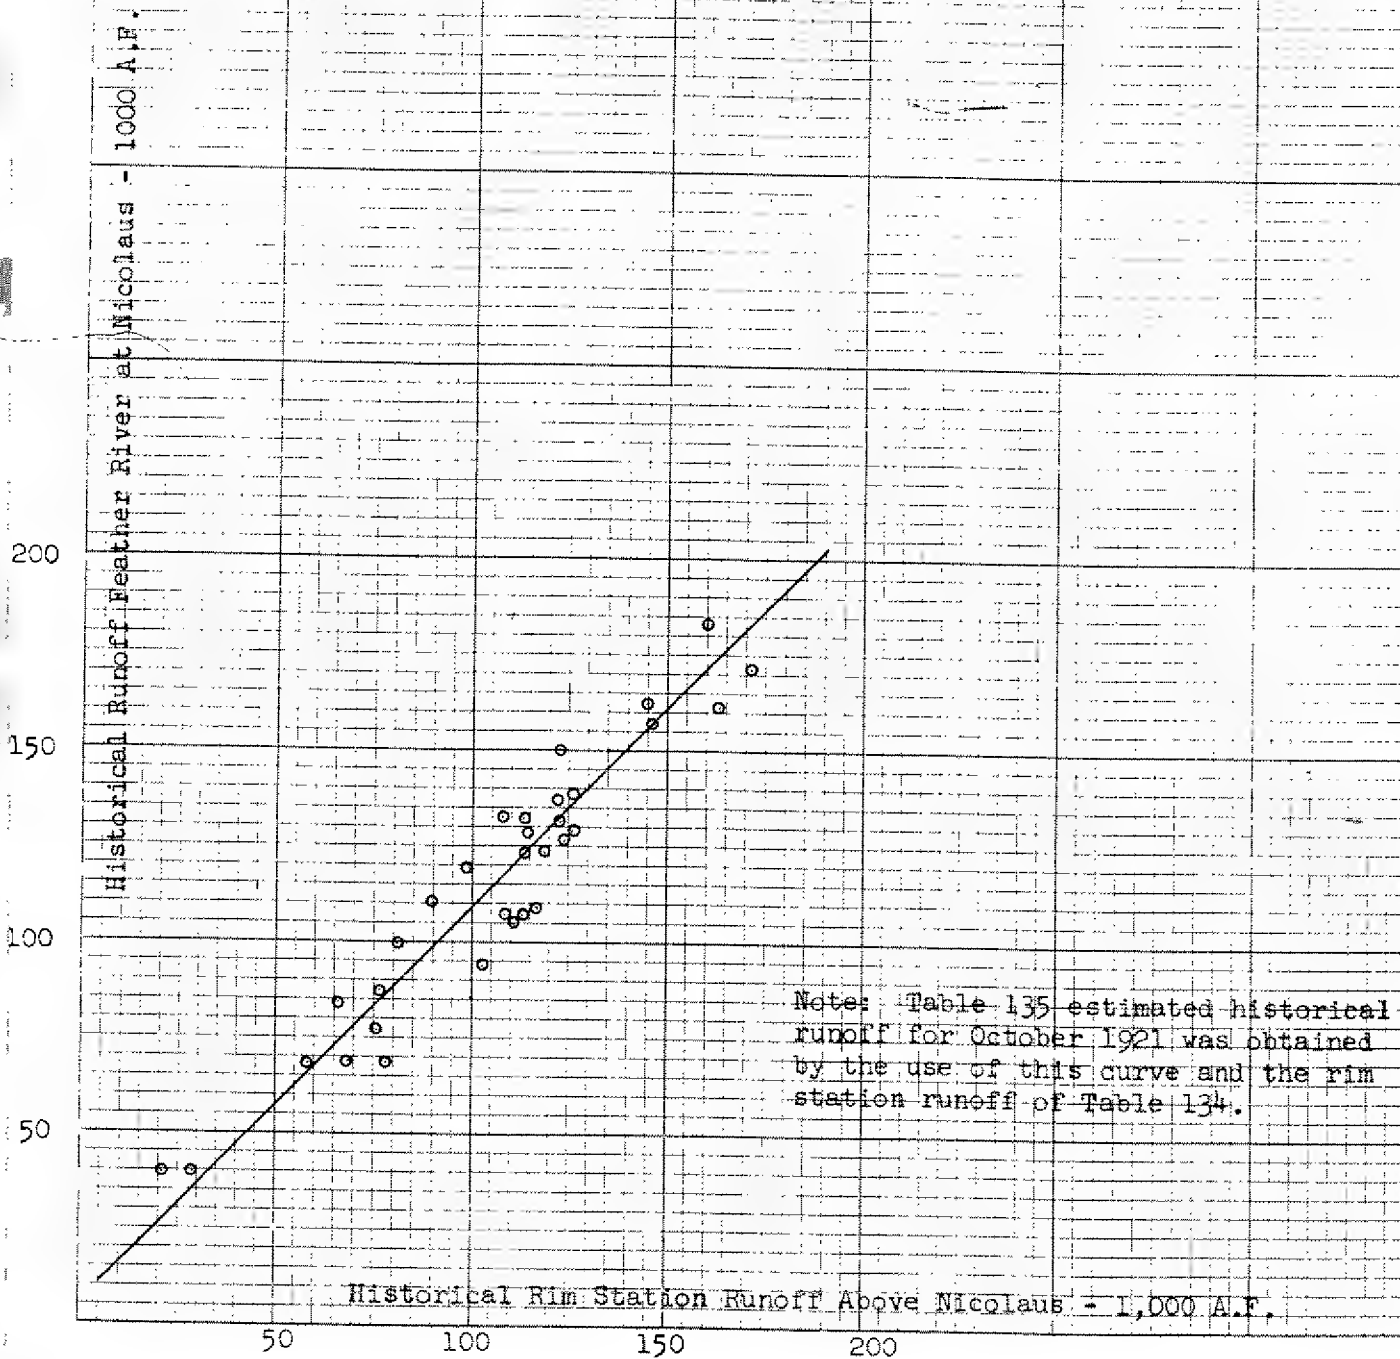 Historical Runoff Feather River at Nicolaus - 1000 A.F.
200
150
100
50
Note: Table 135 estimated historical
runoff for October 1921 was obtained
by the use of this curve and the rim
station runoff of Table 134.
Historical Rim Station Runoff Above Nicolaus - 1,000 A.F.
50 100 150 200